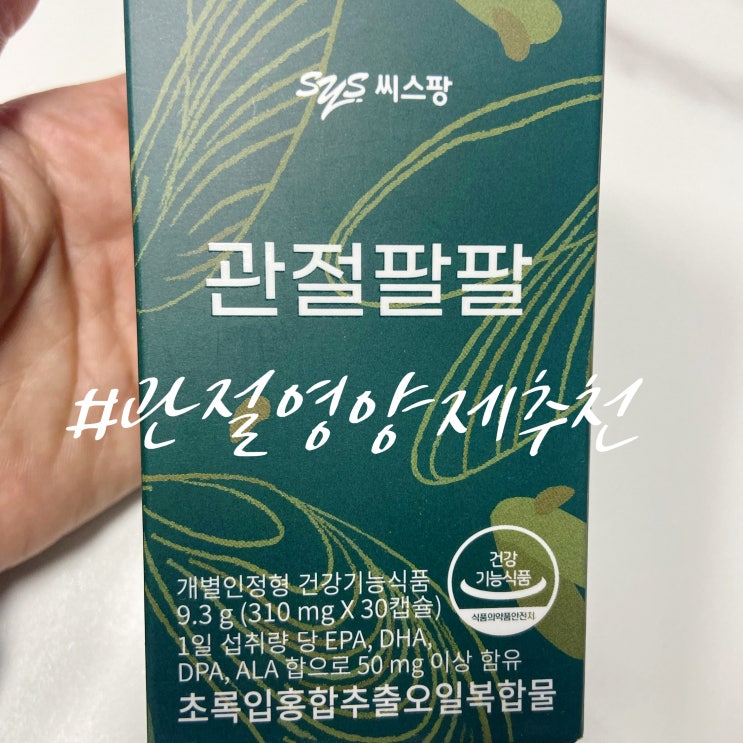 sys. 씨스팡
관절팔팔
#관절영양제추천
개별인정형 건강기능식품
9.3 g (310 mg X 30캡슐)
1일 섭취량 당 EPA, DHA,
DPA, ALA 합으로 50 mg 이상 함유
초록입홍합추출오일복합물
건강
기능식품
식품의약품안전처